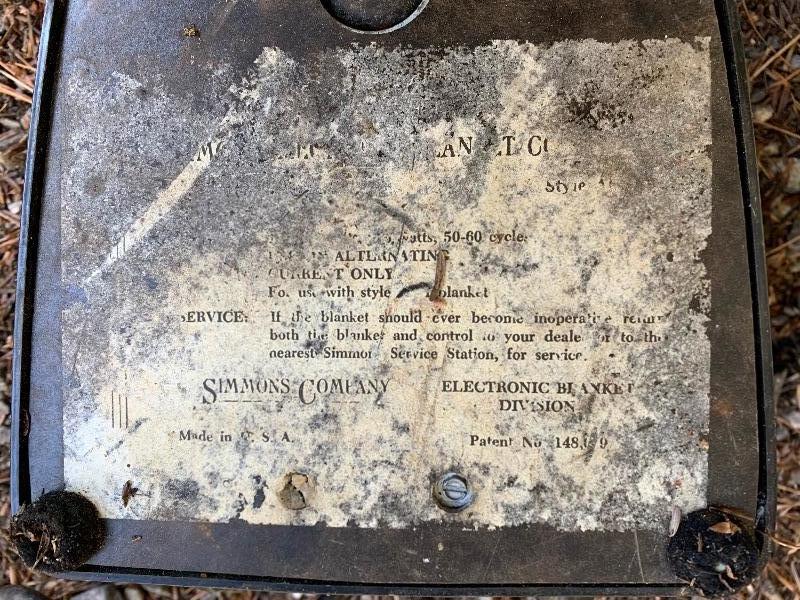 Style
watts, 50-60 cycle
ALTERNATING
CURRENT ONLY
For use with style blanket
SERVICE: If the blanket should ever become inoperative return
both the blanket and control to your dealer or to the
nearest Simmons Service Station, for service.
SIMMONS COMPANY
ELECTRONIC BLANKET
DIVISION
Made in U. S. A.
Patent No.